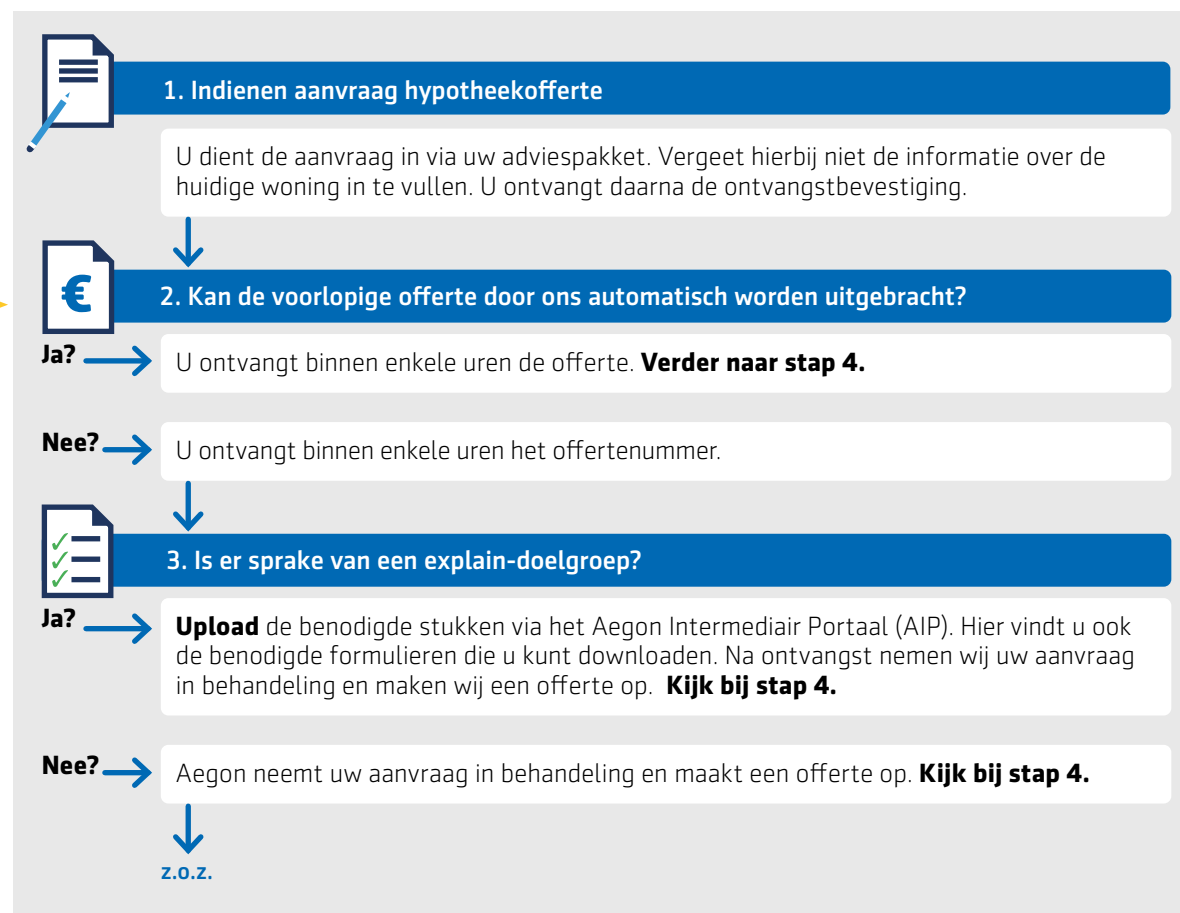 1. Indienen aanvraag hypotheekofferte
U dient de aanvraag in via uw adviespakket. Vergeet hierbij niet de informatie over de
huidige woning in te vullen. U ontvangt daarna de ontvangstbevestiging.
€
2. Kan de voorlopige offerte door ons automatisch worden uitgebracht?
Ja?
U ontvangt binnen enkele uren de offerte. Verder naar stap 4.
Nee?
U ontvangt binnen enkele uren het offertenummer.
3. Is er sprake van een explain-doelgroep?
Ja?
Upload de benodigde stukken via het Aegon Intermediair Portaal (AIP). Hier vindt u ook
de benodigde formulieren die u kunt downloaden. Na ontvangst nemen wij uw aanvraag
in behandeling en maken wij een offerte op. Kijk bij stap 4.
Nee?
Aegon neemt uw aanvraag in behandeling en maakt een offerte op. Kijk bij stap 4.
z.o.z.